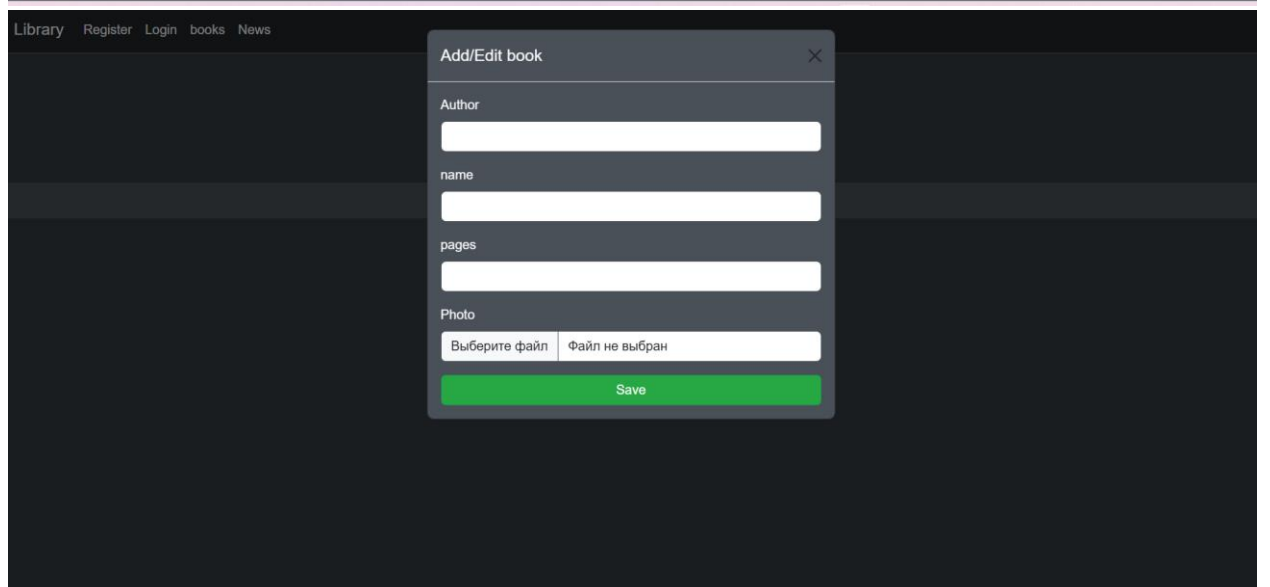 Library Register Login books News
Add/Edit book
Author
name
pages
Photo
Выберите файл Файл не выбран
Save